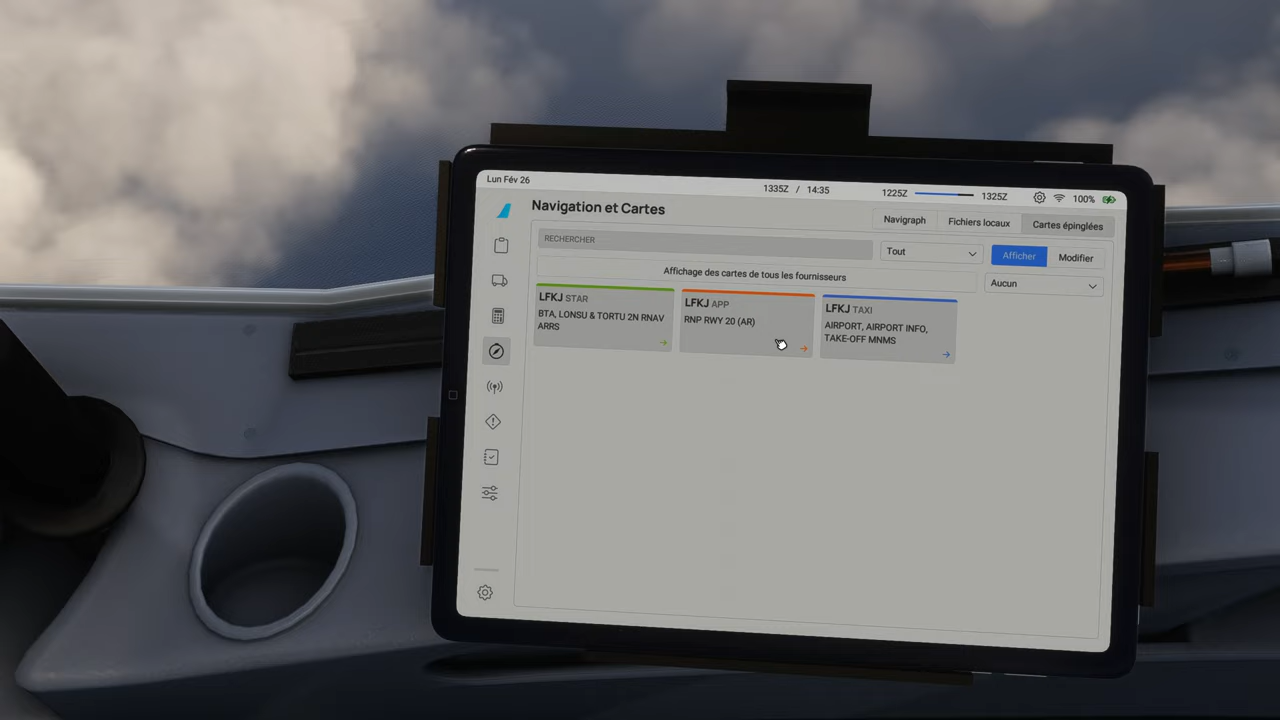 Lun Fév 26
1335Z / 14:35
1225Z
1325Z
100%
Navigation et Cartes
Navigraph
Fichiers locaux
Cartes épinglées
RECHERCHER
Tout
Afficher
Modifier
Affichage des cartes de tous les fournisseurs
Aucun
LFKJ STAR
BTA, LONSU & TORTU 2N RNAV
ARRS
LFKJ APP
RNP RWY 20 (AR)
LFKJ TAXI
AIRPORT, AIRPORT INFO,
TAKE-OFF MNMS